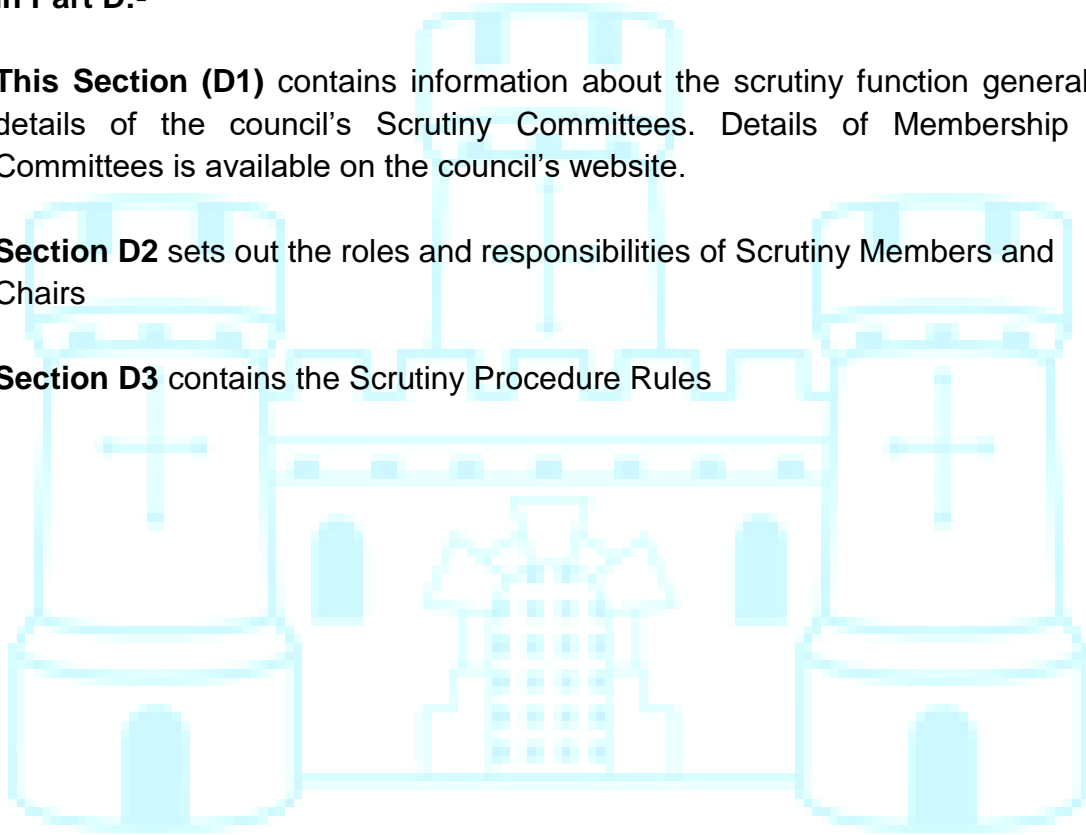 in Part D:-
This Section (D1) contains information about the scrutiny function general
details of the council's Scrutiny Committees. Details of Membership
Committees is available on the council's website.
Section D2 sets out the roles and responsibilities of Scrutiny Members and
Chairs
Section D3 contains the Scrutiny Procedure Rules